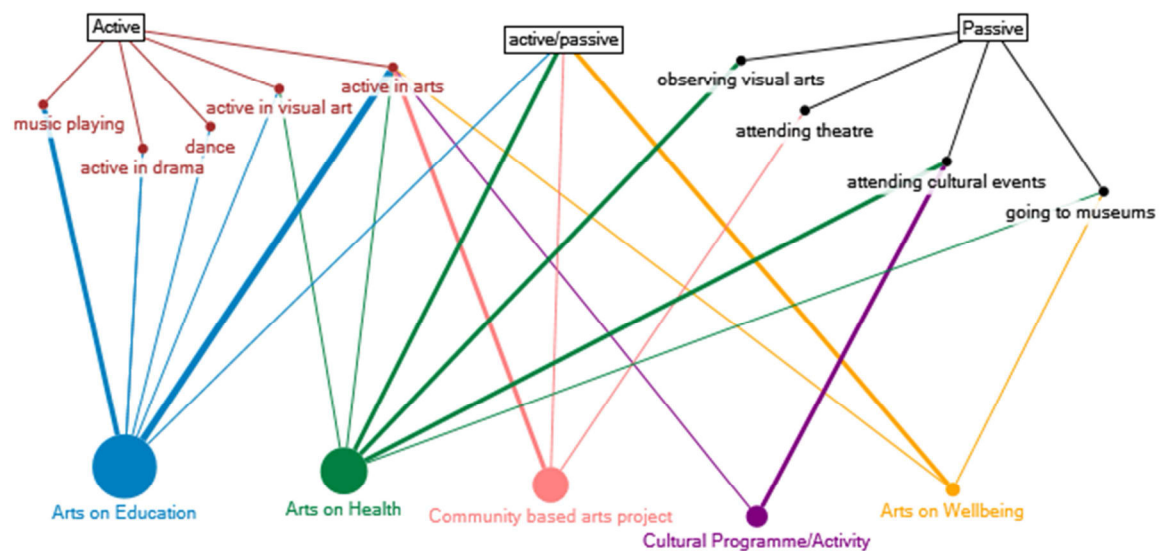 Active
active/passive
Passive
active in arts
observing visual arts
active in visual art
music playing
attending theatre
dance
active in drama
attending cultural events
going to museums
Arts on Education
Arts on Health
Community based arts project
Cultural Programme/Activity
Arts on Wellbeing